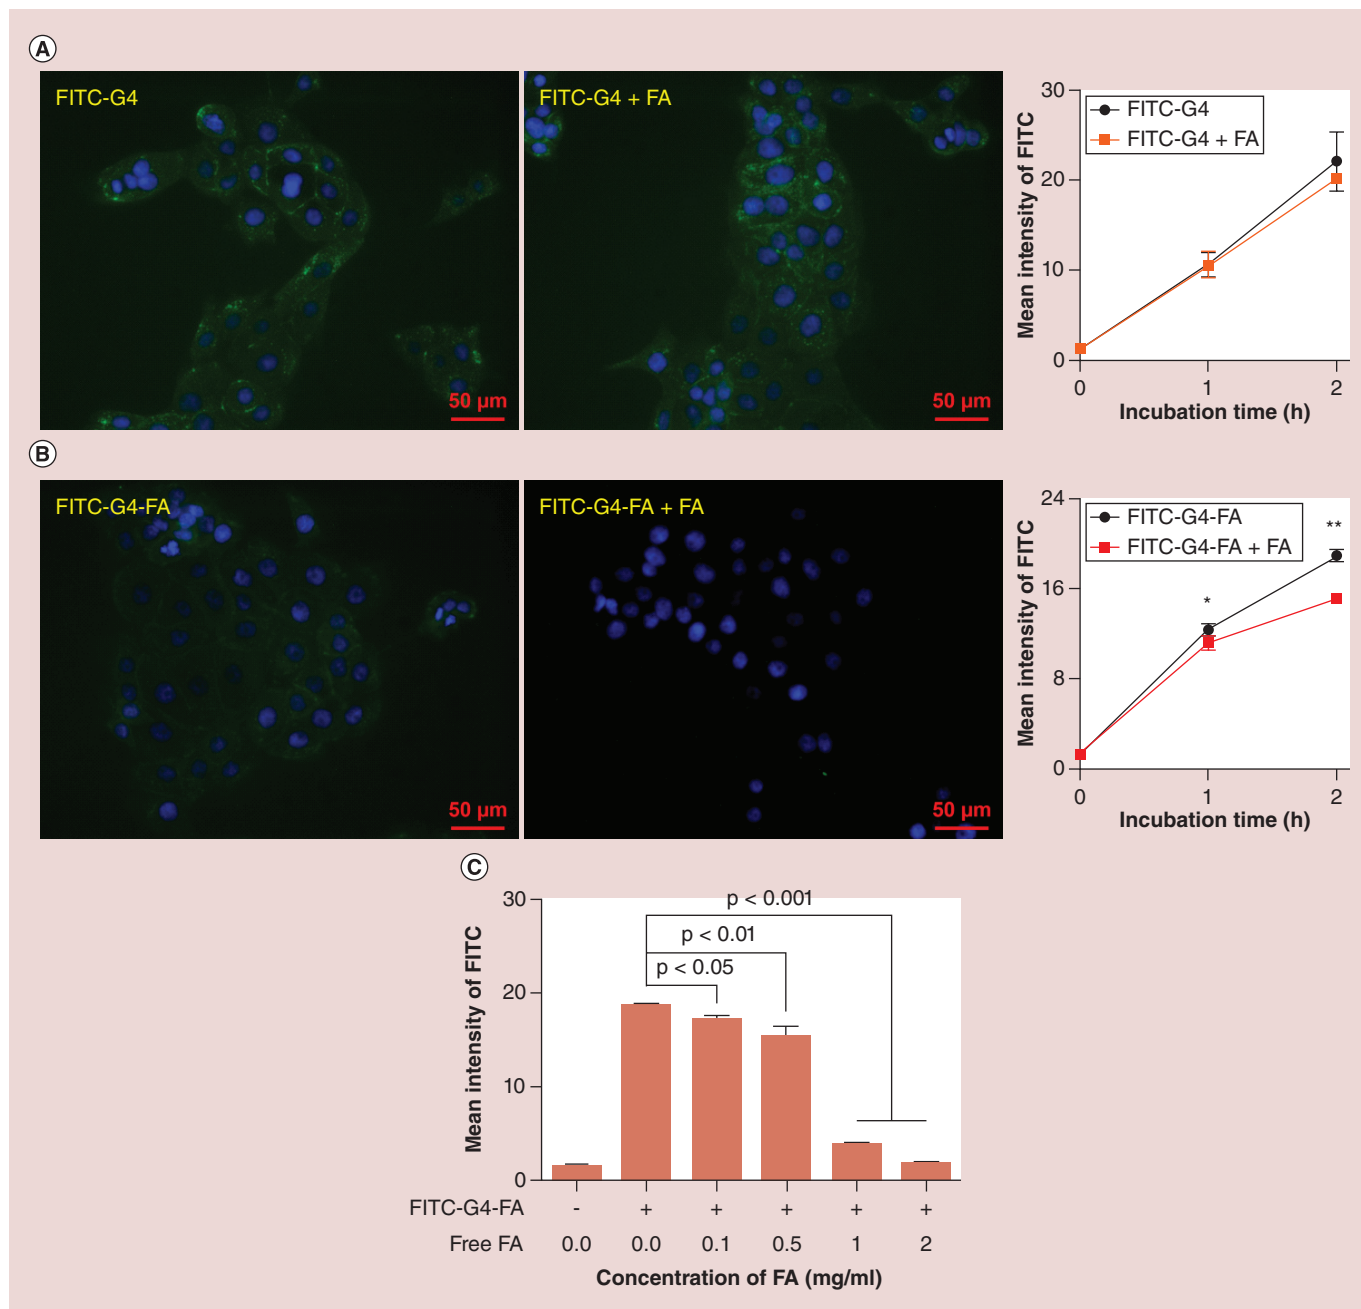 A
FITC-G4
50 µm
FITC-G4 + FA
50 µm
Mean intensity of FITC
30
20
10
0
FITC-G4
FITC-G4 + FA
0 1 2
Incubation time (h)
B
FITC-G4-FA
50 µm
FITC-G4-FA + FA
50 µm
Mean intensity of FITC
24
16
8
0
FITC-G4-FA
FITC-G4-FA + FA
*
**
0 1 2
Incubation time (h)
C
Mean intensity of FITC
30
20
10
0
p < 0.001
p < 0.01
p < 0.05
FITC-G4-FA - + + + + +
Free FA 0.0 0.0 0.1 0.5 1 2
Concentration of FA (mg/ml)